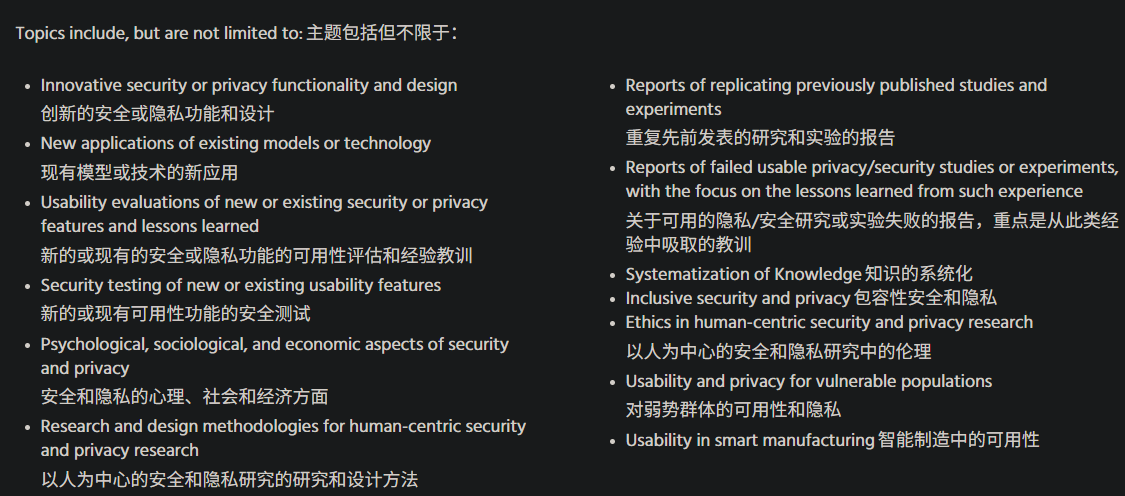 Topics include, but are not limited to: 主题包括但不限于：
Innovative security or privacy functionality and design
创新的安全或隐私功能和设计
New applications of existing models or technology
现有模型或技术的新应用
Usability evaluations of new or existing security or privacy
features and lessons learned
新的或现有的安全或隐私功能的可用性评估和经验教训
Security testing of new or existing usability features
新的或现有可用性功能的安全测试
Psychological, sociological, and economic aspects of security
and privacy
安全和隐私的心理、社会和经济方面
Research and design methodologies for human-centric security
and privacy research
以人为中心的安全和隐私研究的研究和设计方法
Reports of replicating previously published studies and
experiments
重复先前发表的研究和实验的报告
Reports of failed usable privacy/security studies or experiments,
with the focus on the lessons learned from such experience
关于可用的隐私/安全研究或实验失败的报告，重点是从此类经
验中吸取的教训
Systematization of Knowledge 知识的系统化
Inclusive security and privacy 包容性安全和隐私
Ethics in human-centric security and privacy research
以人为中心的安全和隐私研究中的伦理
Usability and privacy for vulnerable populations
对弱势群体的可用性和隐私
Usability in smart manufacturing 智能制造中的可用性